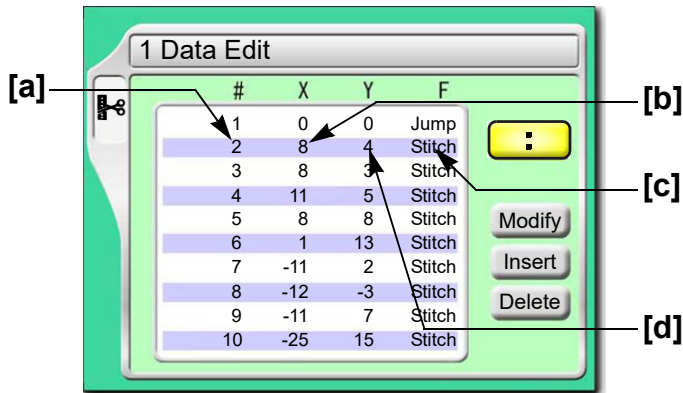 1 Data Edit
[a]
# X Y F
[b]
1 0 0 Jump
:
2 8 4 Stitch
3 8 3 Stitch
[c]
4 11 5 Stitch
5 8 8 Stitch
Modify
6 1 13 Stitch
7 -11 2 Stitch
Insert
8 -12 -3 Stitch
Delete
9 -11 7 Stitch
[d]
10 -25 15 Stitch